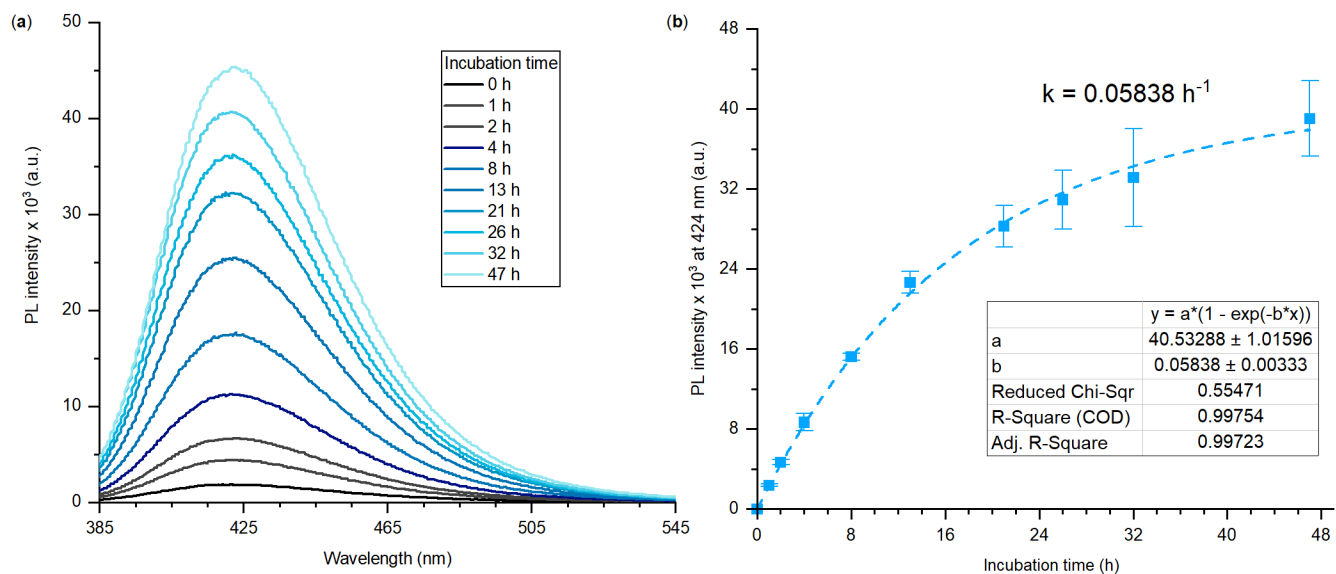 (a)
PL intensity x 10³ (a.u.)
50
40
30
20
10
0
385
425
465
505
545
Wavelength (nm)
Incubation time
0 h
1 h
2 h
4 h
8 h
13 h
21 h
26 h
32 h
47 h
(b)
PL intensity x 10³ at 424 nm (a.u.)
48
40
32
24
16
8
0
0
8
16
24
32
40
48
Incubation time (h)
k = 0.05838 h⁻¹
y = a*(1 - exp(-b*x))
a 40.53288 ± 1.01596
b 0.05838 ± 0.00333
Reduced Chi-Sqr 0.55471
R-Square (COD) 0.99754
Adj. R-Square 0.99723